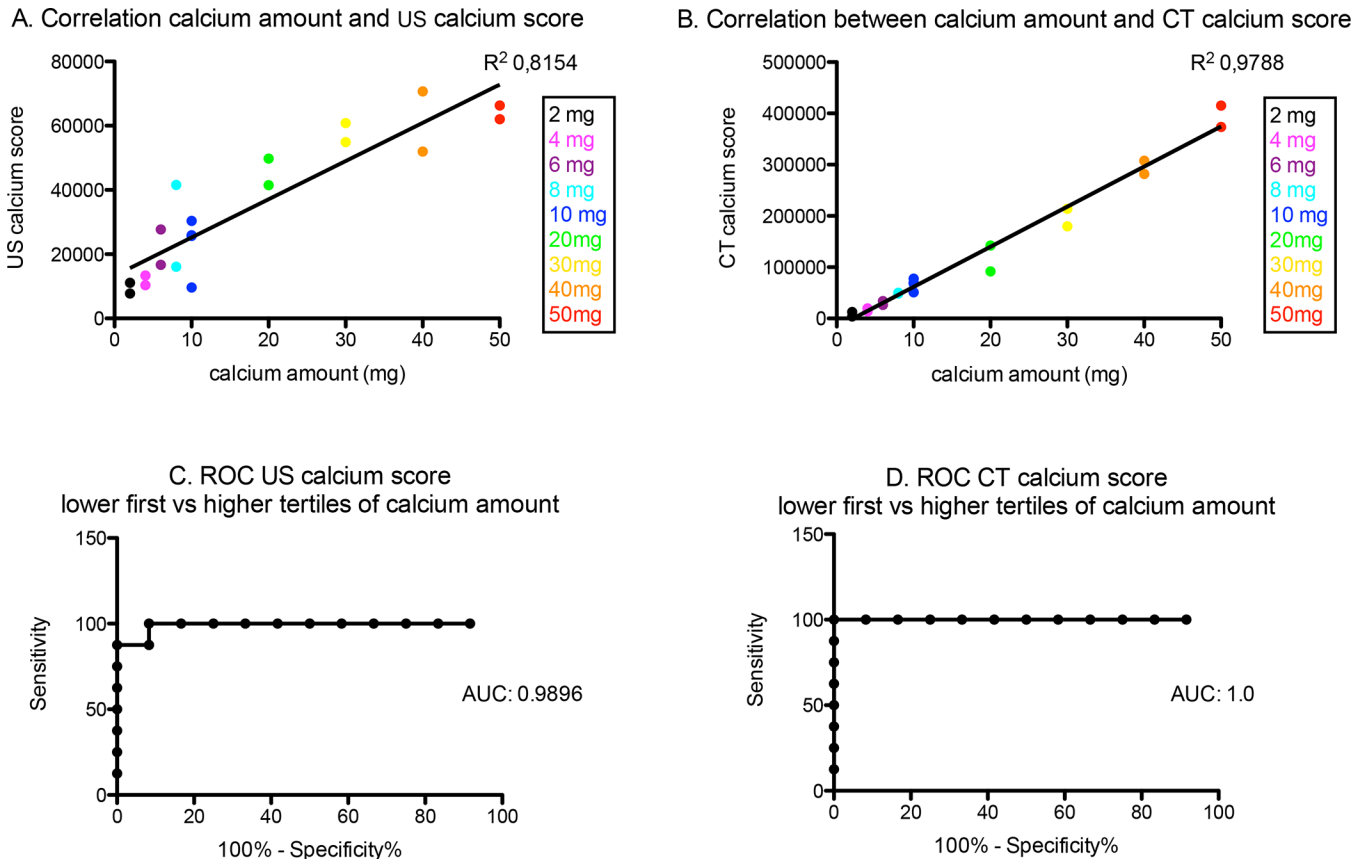 A. Correlation calcium amount and US calcium score
R2 0,8154
80000
60000
40000
20000
0
US calcium score
0 10 20 30 40 50
calcium amount (mg)
2 mg
4 mg
6 mg
8 mg
10 mg
20mg
30mg
40mg
50mg
B. Correlation between calcium amount and CT calcium score
R2 0,9788
500000
400000
300000
200000
100000
0
CT calcium score
0 10 20 30 40 50
calcium amount (mg)
2 mg
4 mg
6 mg
8 mg
10 mg
20mg
30mg
40mg
50mg
C. ROC US calcium score
lower first vs higher tertiles of calcium amount
150
100
50
0
Sensitivity
AUC: 0.9896
0 20 40 60 80 100
100% - Specificity%
D. ROC CT calcium score
lower first vs higher tertiles of calcium amount
150
100
50
0
Sensitivity
AUC: 1.0
0 20 40 60 80 100
100% - Specificity%